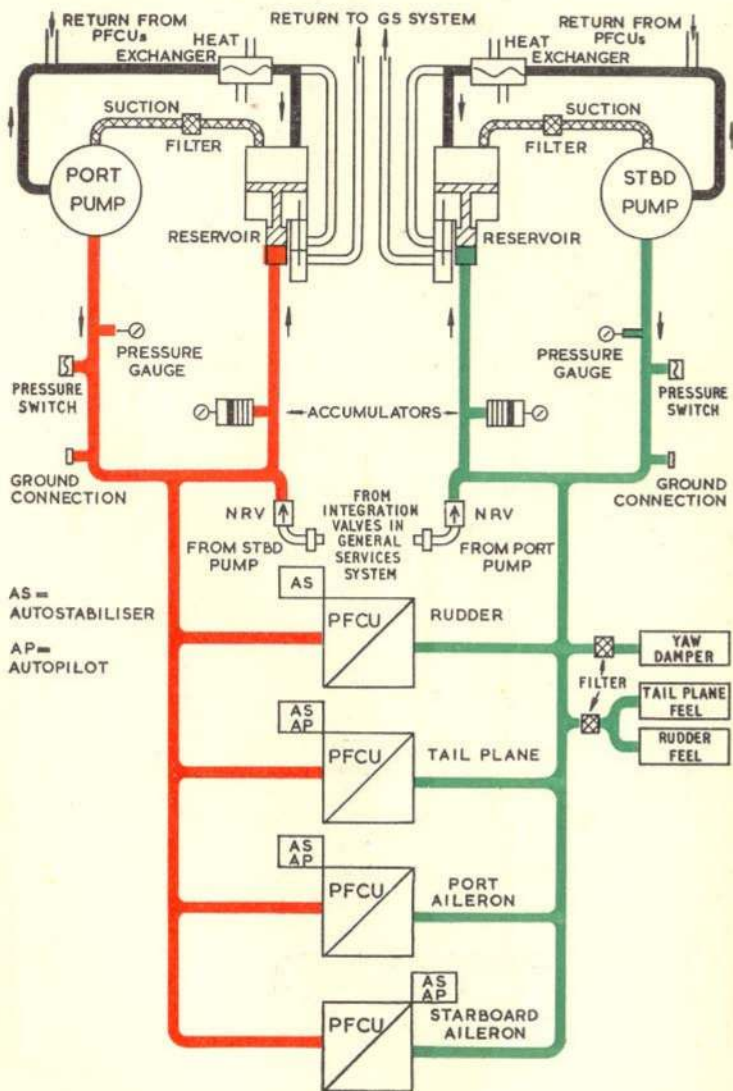 RETURN FROM
PFCUs
HEAT
EXCHANGER
RETURN TO GS SYSTEM
RETURN FROM
PFCUs
HEAT
EXCHANGER
SUCTION
FILTER
SUCTION
FILTER
PORT
PUMP
STBD
PUMP
RESERVOIR
RESERVOIR
PRESSURE
GAUGE
PRESSURE
GAUGE
PRESSURE
SWITCH
PRESSURE
SWITCH
ACCUMULATORS
GROUND
CONNECTION
GROUND
CONNECTION
NRV
FROM STBD
PUMP
FROM
INTEGRATION
VALVES IN
GENERAL
SERVICES
SYSTEM
NRV
FROM PORT
PUMP
AS=
AUTOSTABILISER
AP=
AUTOPILOT
AS
PFCU
RUDDER
YAW
DAMPER
FILTER
TAIL PLANE
FEEL
RUDDER
FEEL
AS
AP
PFCU
TAIL PLANE
AS
AP
PFCU
PORT
AILERON
AS
AP
PFCU
STARBOARD
AILERON